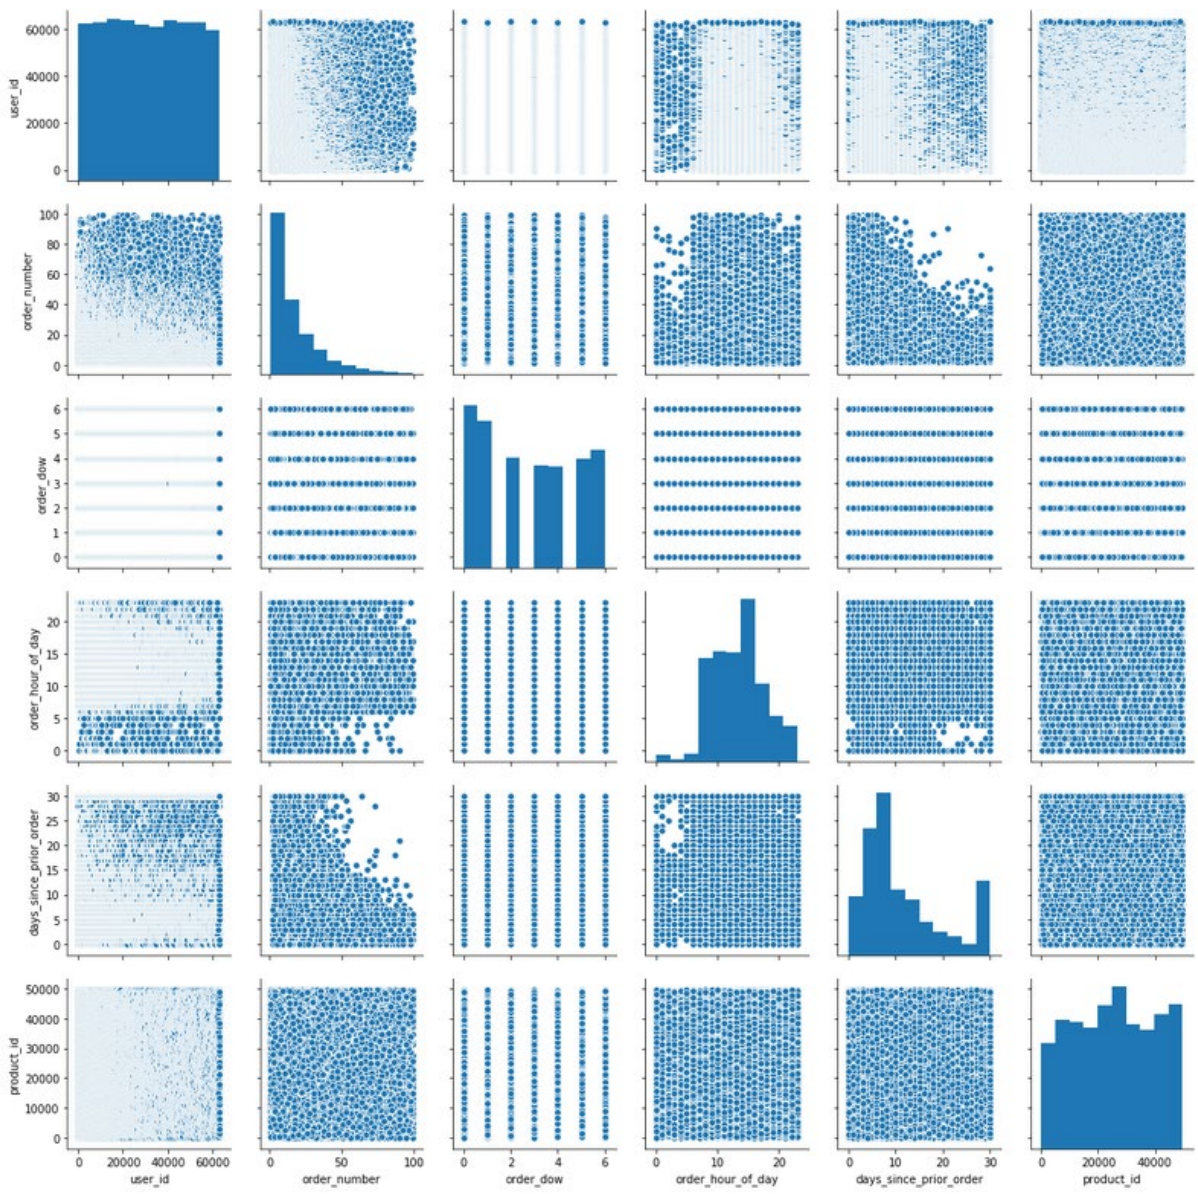 60000
40000
20000
0
user_id
100
80
60
40
20
0
order_number
6
5
4
3
2
1
0
order_dow
20
15
10
5
0
order_hour_of_day
30
25
20
15
10
5
0
days_since_prior_order
50000
40000
30000
20000
10000
0
product_id
0 20000 40000 60000
user_id
0 50 100
order_number
0 2 4 6
order_dow
0 10 20
order_hour_of_day
0 10 20 30
days_since_prior_order
0 20000 40000
product_id